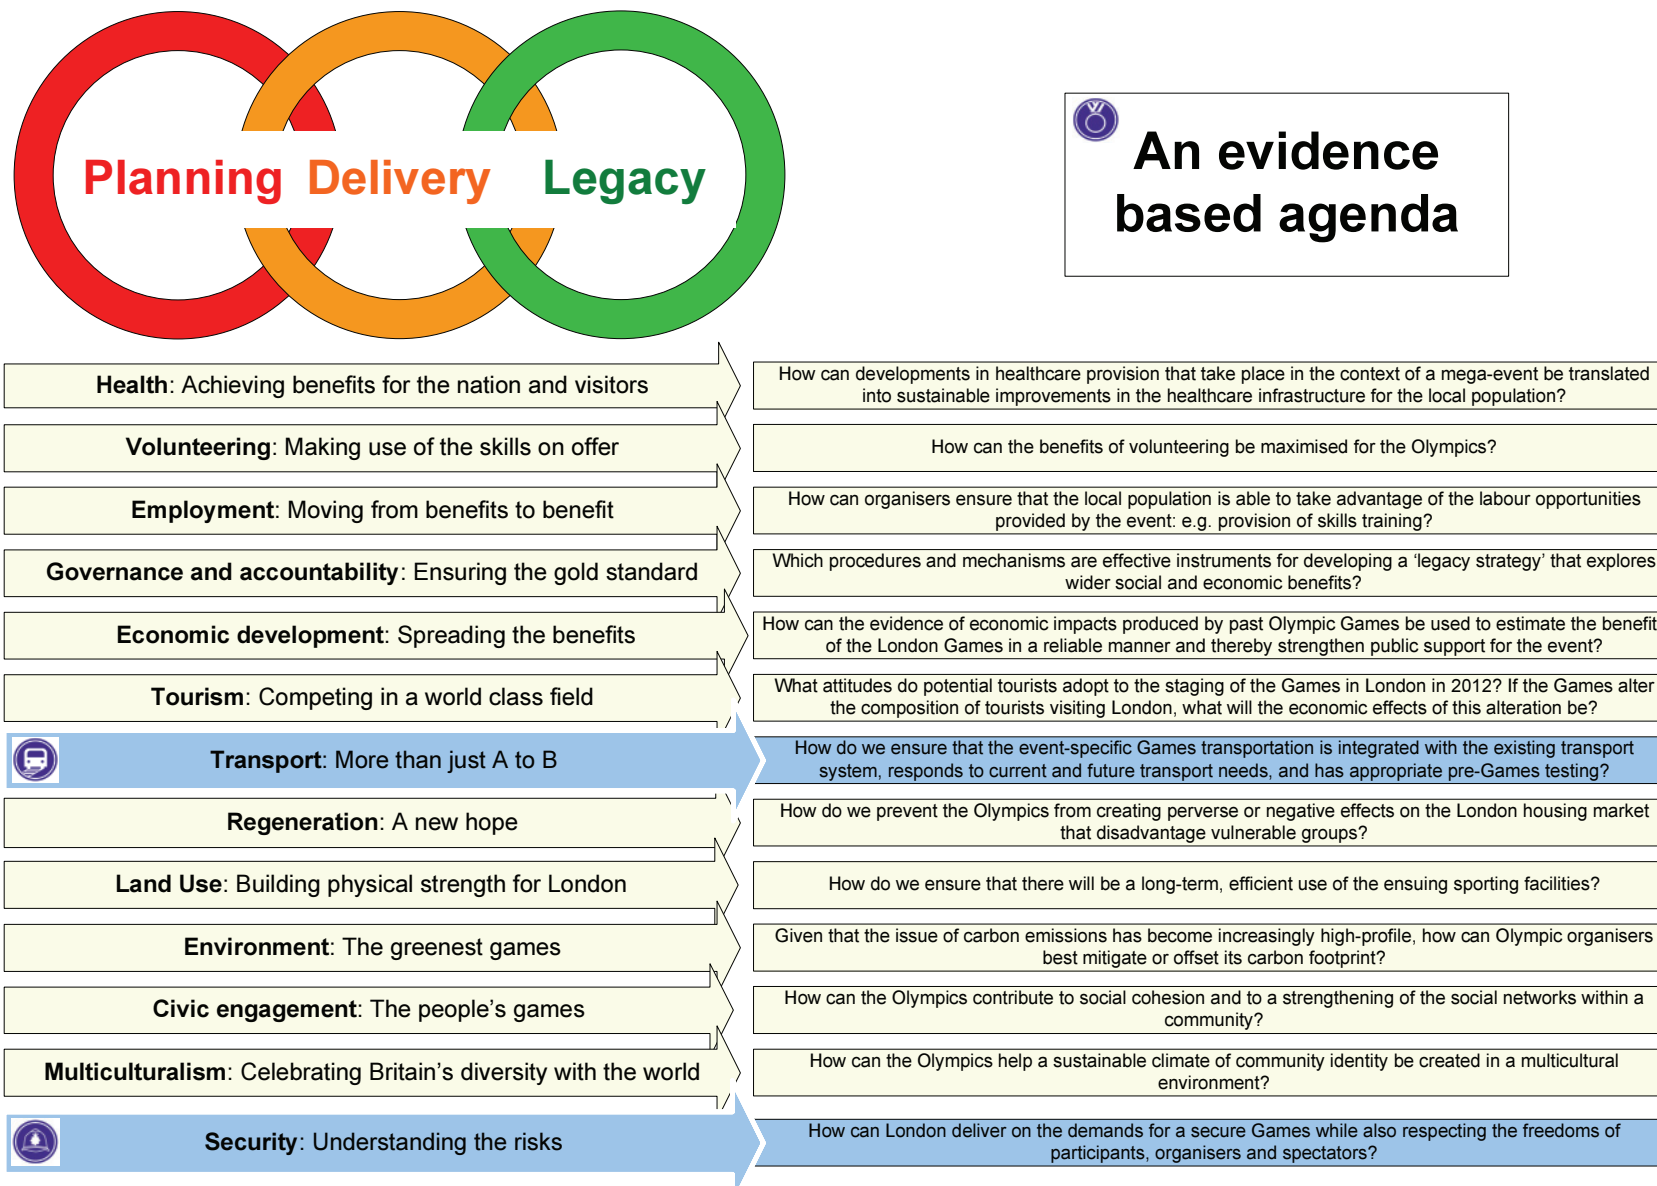 Planning Delivery Legacy
An evidence
based agenda
Health: Achieving benefits for the nation and visitors
How can developments in healthcare provision that take place in the context of a mega-event be translated
into sustainable improvements in the healthcare infrastructure for the local population?
Volunteering: Making use of the skills on offer
How can the benefits of volunteering be maximised for the Olympics?
Employment: Moving from benefits to benefit
How can organisers ensure that the local population is able to take advantage of the labour opportunities
provided by the event: e.g. provision of skills training?
Governance and accountability: Ensuring the gold standard
Which procedures and mechanisms are effective instruments for developing a ‘legacy strategy’ that explores
wider social and economic benefits?
Economic development: Spreading the benefits
How can the evidence of economic impacts produced by past Olympic Games be used to estimate the benefit
of the London Games in a reliable manner and thereby strengthen public support for the event?
Tourism: Competing in a world class field
What attitudes do potential tourists adopt to the staging of the Games in London in 2012? If the Games alter
the composition of tourists visiting London, what will the economic effects of this alteration be?
Transport: More than just A to B
How do we ensure that the event-specific Games transportation is integrated with the existing transport
system, responds to current and future transport needs, and has appropriate pre-Games testing?
Regeneration: A new hope
How do we prevent the Olympics from creating perverse or negative effects on the London housing market
that disadvantage vulnerable groups?
Land Use: Building physical strength for London
How do we ensure that there will be a long-term, efficient use of the ensuing sporting facilities?
Environment: The greenest games
Given that the issue of carbon emissions has become increasingly high-profile, how can Olympic organisers
best mitigate or offset its carbon footprint?
Civic engagement: The people’s games
How can the Olympics contribute to social cohesion and to a strengthening of the social networks within a
community?
Multiculturalism: Celebrating Britain’s diversity with the world
How can the Olympics help a sustainable climate of community identity be created in a multicultural
environment?
Security: Understanding the risks
How can London deliver on the demands for a secure Games while also respecting the freedoms of
participants, organisers and spectators?